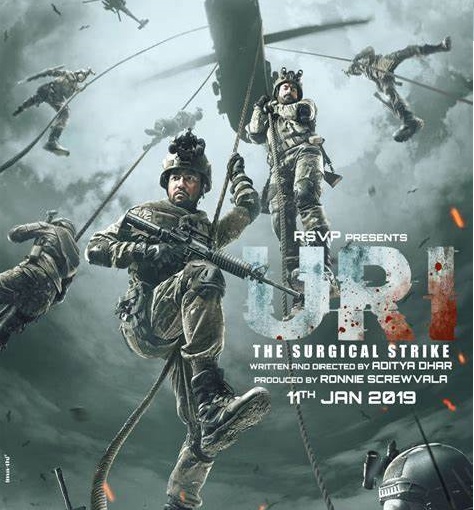 RSVP PRESENTS
URI
THE SURGICAL STRIKE
WRITTEN AND DIRECTED BY ADITYA DHAR
PRODUCED BY RONNIE SCREWVALA
11TH JAN 2019